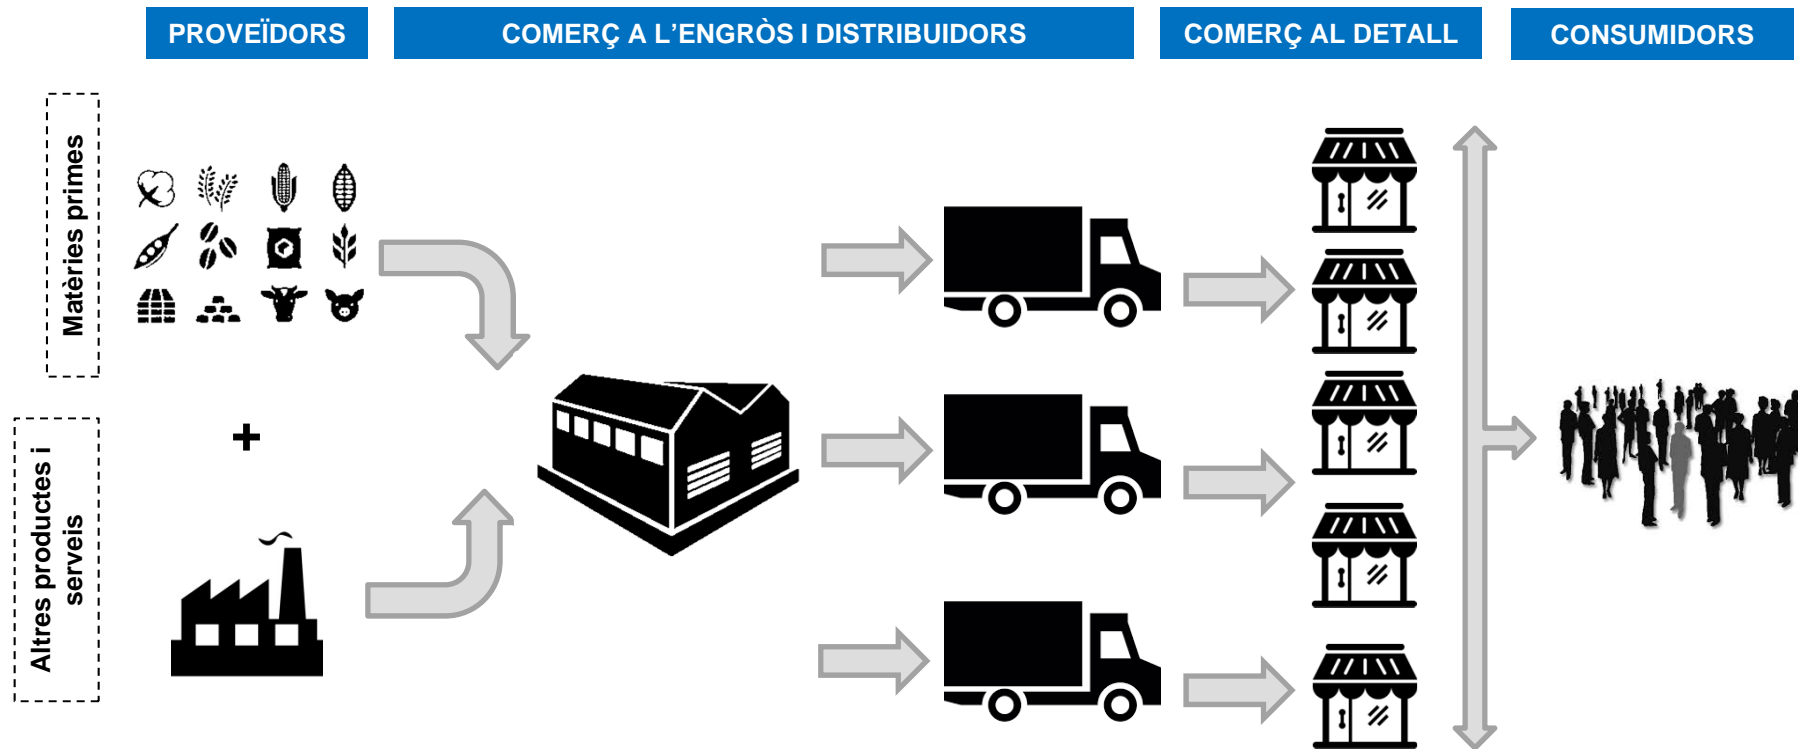 PROVEÏDORS
COMERÇ A L’ENGRÒS I DISTRIBUIDORS
COMERÇ AL DETALL
CONSUMIDORS
Matèries primes
+
Altres productes i
serveis